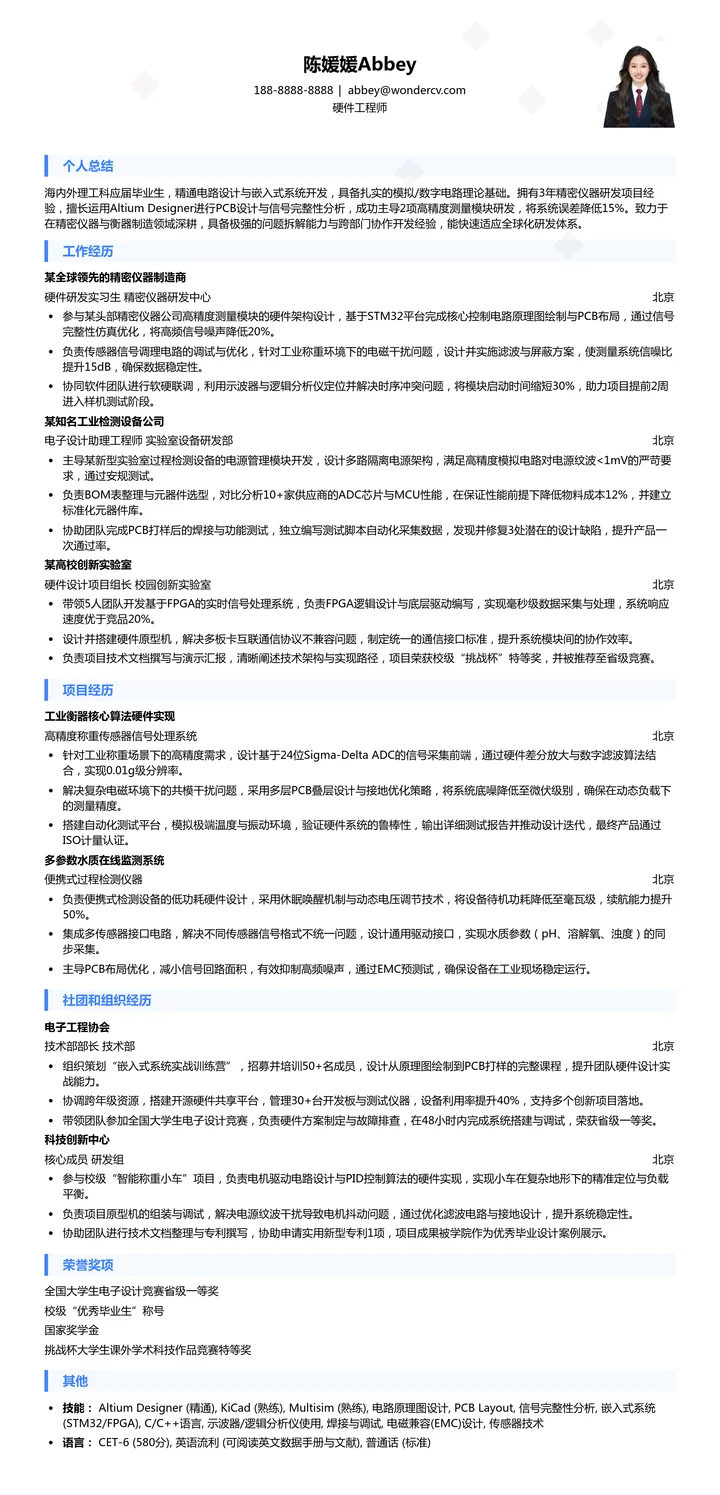 陈媛媛Abbey
188-8888-8888 | abbey@wondercv.com
硬件工程师
个人总结
海内外理工科应届毕业生，精通电路设计与嵌入式系统开发，具备扎实的模拟/数字电路理论基础。拥有3年精密仪器研发项目经
验，擅长运用Altium Designer进行PCB设计与信号完整性分析，成功主导2项高精度测量模块研发，将系统误差降低15%。致力于
在精密仪器与衡器制造领域深耕，具备极强的问题拆解能力与跨部门协作开发经验，能快速适应全球化研发体系。
工作经历
某全球领先的精密仪器制造商
硬件研发实习生 精密仪器研发中心 北京
• 参与某头部精密仪器公司高精度测量模块的硬件架构设计，基于STM32平台完成核心控制电路原理图绘制与PCB布局，通过信号
完整性仿真优化，将高频信号噪声降低20%。
• 负责传感器信号调理电路的调试与优化，针对工业称重环境下的电磁干扰问题，设计并实施滤波与屏蔽方案，使测量系统信噪比
提升15dB，确保数据稳定性。
• 协同软件团队进行软硬联调，利用示波器与逻辑分析仪定位并解决时序冲突问题，将模块启动时间缩短30%，助力项目提前2周
进入样机测试阶段。
某知名工业检测设备公司
电子设计助理工程师 实验室设备研发部 北京
• 主导某新型实验室过程检测设备的电源管理模块开发，设计多路隔离电源架构，满足高精度模拟电路对电源纹波<1mV的严苛要
求，通过安规测试。
• 负责BOM表整理与元器件选型，对比分析10+家供应商的ADC芯片与MCU性能，在保证性能前提下降低物料成本12%，并建立
标准化元器件库。
• 协助团队完成PCB打样后的焊接与功能测试，独立编写测试脚本自动化采集数据，发现并修复3处潜在的设计缺陷，提升产品一
次通过率。
某高校创新实验室
硬件设计项目组长 校园创新实验室 北京
• 带领5人团队开发基于FPGA的实时信号处理系统，负责FPGA逻辑设计与底层驱动编写，实现毫秒级数据采集与处理，系统响应
速度优于竞品20%。
• 设计并搭建硬件原型机，解决多板卡互联通信协议不兼容问题，制定统一的通信接口标准，提升系统模块间的协作效率。
• 负责项目技术文档撰写与演示汇报，清晰阐述技术架构与实现路径，项目荣获校级“挑战杯”特等奖，并被推荐至省级竞赛。
项目经历
工业衡器核心算法硬件实现
高精度称重传感器信号处理系统 北京
• 针对工业称重场景下的高精度需求，设计基于24位Sigma-Delta ADC的信号采集前端，通过硬件差分放大与数字滤波算法结
合，实现0.01g级分辨率。
• 解决复杂电磁环境下的共模干扰问题，采用多层PCB叠层设计与接地优化策略，将系统底噪降低至微伏级别，确保在动态负载下
的测量精度。
• 搭建自动化测试平台，模拟极端温度与振动环境，验证硬件系统的鲁棒性，输出详细测试报告并推动设计迭代，最终产品通过
ISO计量认证。
多参数水质在线监测系统
便携式过程检测仪器 北京
• 负责便携式检测设备的低功耗硬件设计，采用休眠唤醒机制与动态电压调节技术，将设备待机功耗降低至毫瓦级，续航能力提升
50%。
• 集成多传感器接口电路，解决不同传感器信号格式不统一问题，设计通用驱动接口，实现水质参数（pH、溶解氧、浊度）的同
步采集。
• 主导PCB布局优化，减小信号回路面积，有效抑制高频噪声，通过EMC预测试，确保设备在工业现场稳定运行。
社团和组织经历
电子工程协会
技术部部长 技术部 北京
• 组织策划“嵌入式系统实战训练营”，招募并培训50+名成员，设计从原理图绘制到PCB打样的完整课程，提升团队硬件设计实
战能力。
• 协调跨年级资源，搭建开源硬件共享平台，管理30+台开发板与测试仪器，设备利用率提升40%，支持多个创新项目落地。
• 带领团队参加全国大学生电子设计竞赛，负责硬件方案制定与故障排查，在48小时内完成系统搭建与调试，荣获省级一等奖。
科技创新中心
核心成员 研发组 北京
• 参与校级“智能称重小车”项目，负责电机驱动电路设计与PID控制算法的硬件实现，实现小车在复杂地形下的精准定位与负载
平衡。
• 负责项目原型机的组装与调试，解决电源纹波干扰导致电机抖动问题，通过优化滤波电路与接地设计，提升系统稳定性。
• 协助团队进行技术文档整理与专利撰写，协助申请实用新型专利1项，项目成果被学院作为优秀毕业设计案例展示。
荣誉奖项
全国大学生电子设计竞赛省级一等奖
校级“优秀毕业生”称号
国家奖学金
挑战杯大学生课外学术科技作品竞赛特等奖
其他
• 技能： Altium Designer (精通), KiCad (熟练), Multisim (熟练), 电路原理图设计, PCB Layout, 信号完整性分析, 嵌入式系统
(STM32/FPGA), C/C++语言, 示波器/逻辑分析仪使用, 焊接与调试, 电磁兼容(EMC)设计, 传感器技术
• 语言： CET-6 (580分), 英语流利 (可阅读英文数据手册与文献), 普通话 (标准)